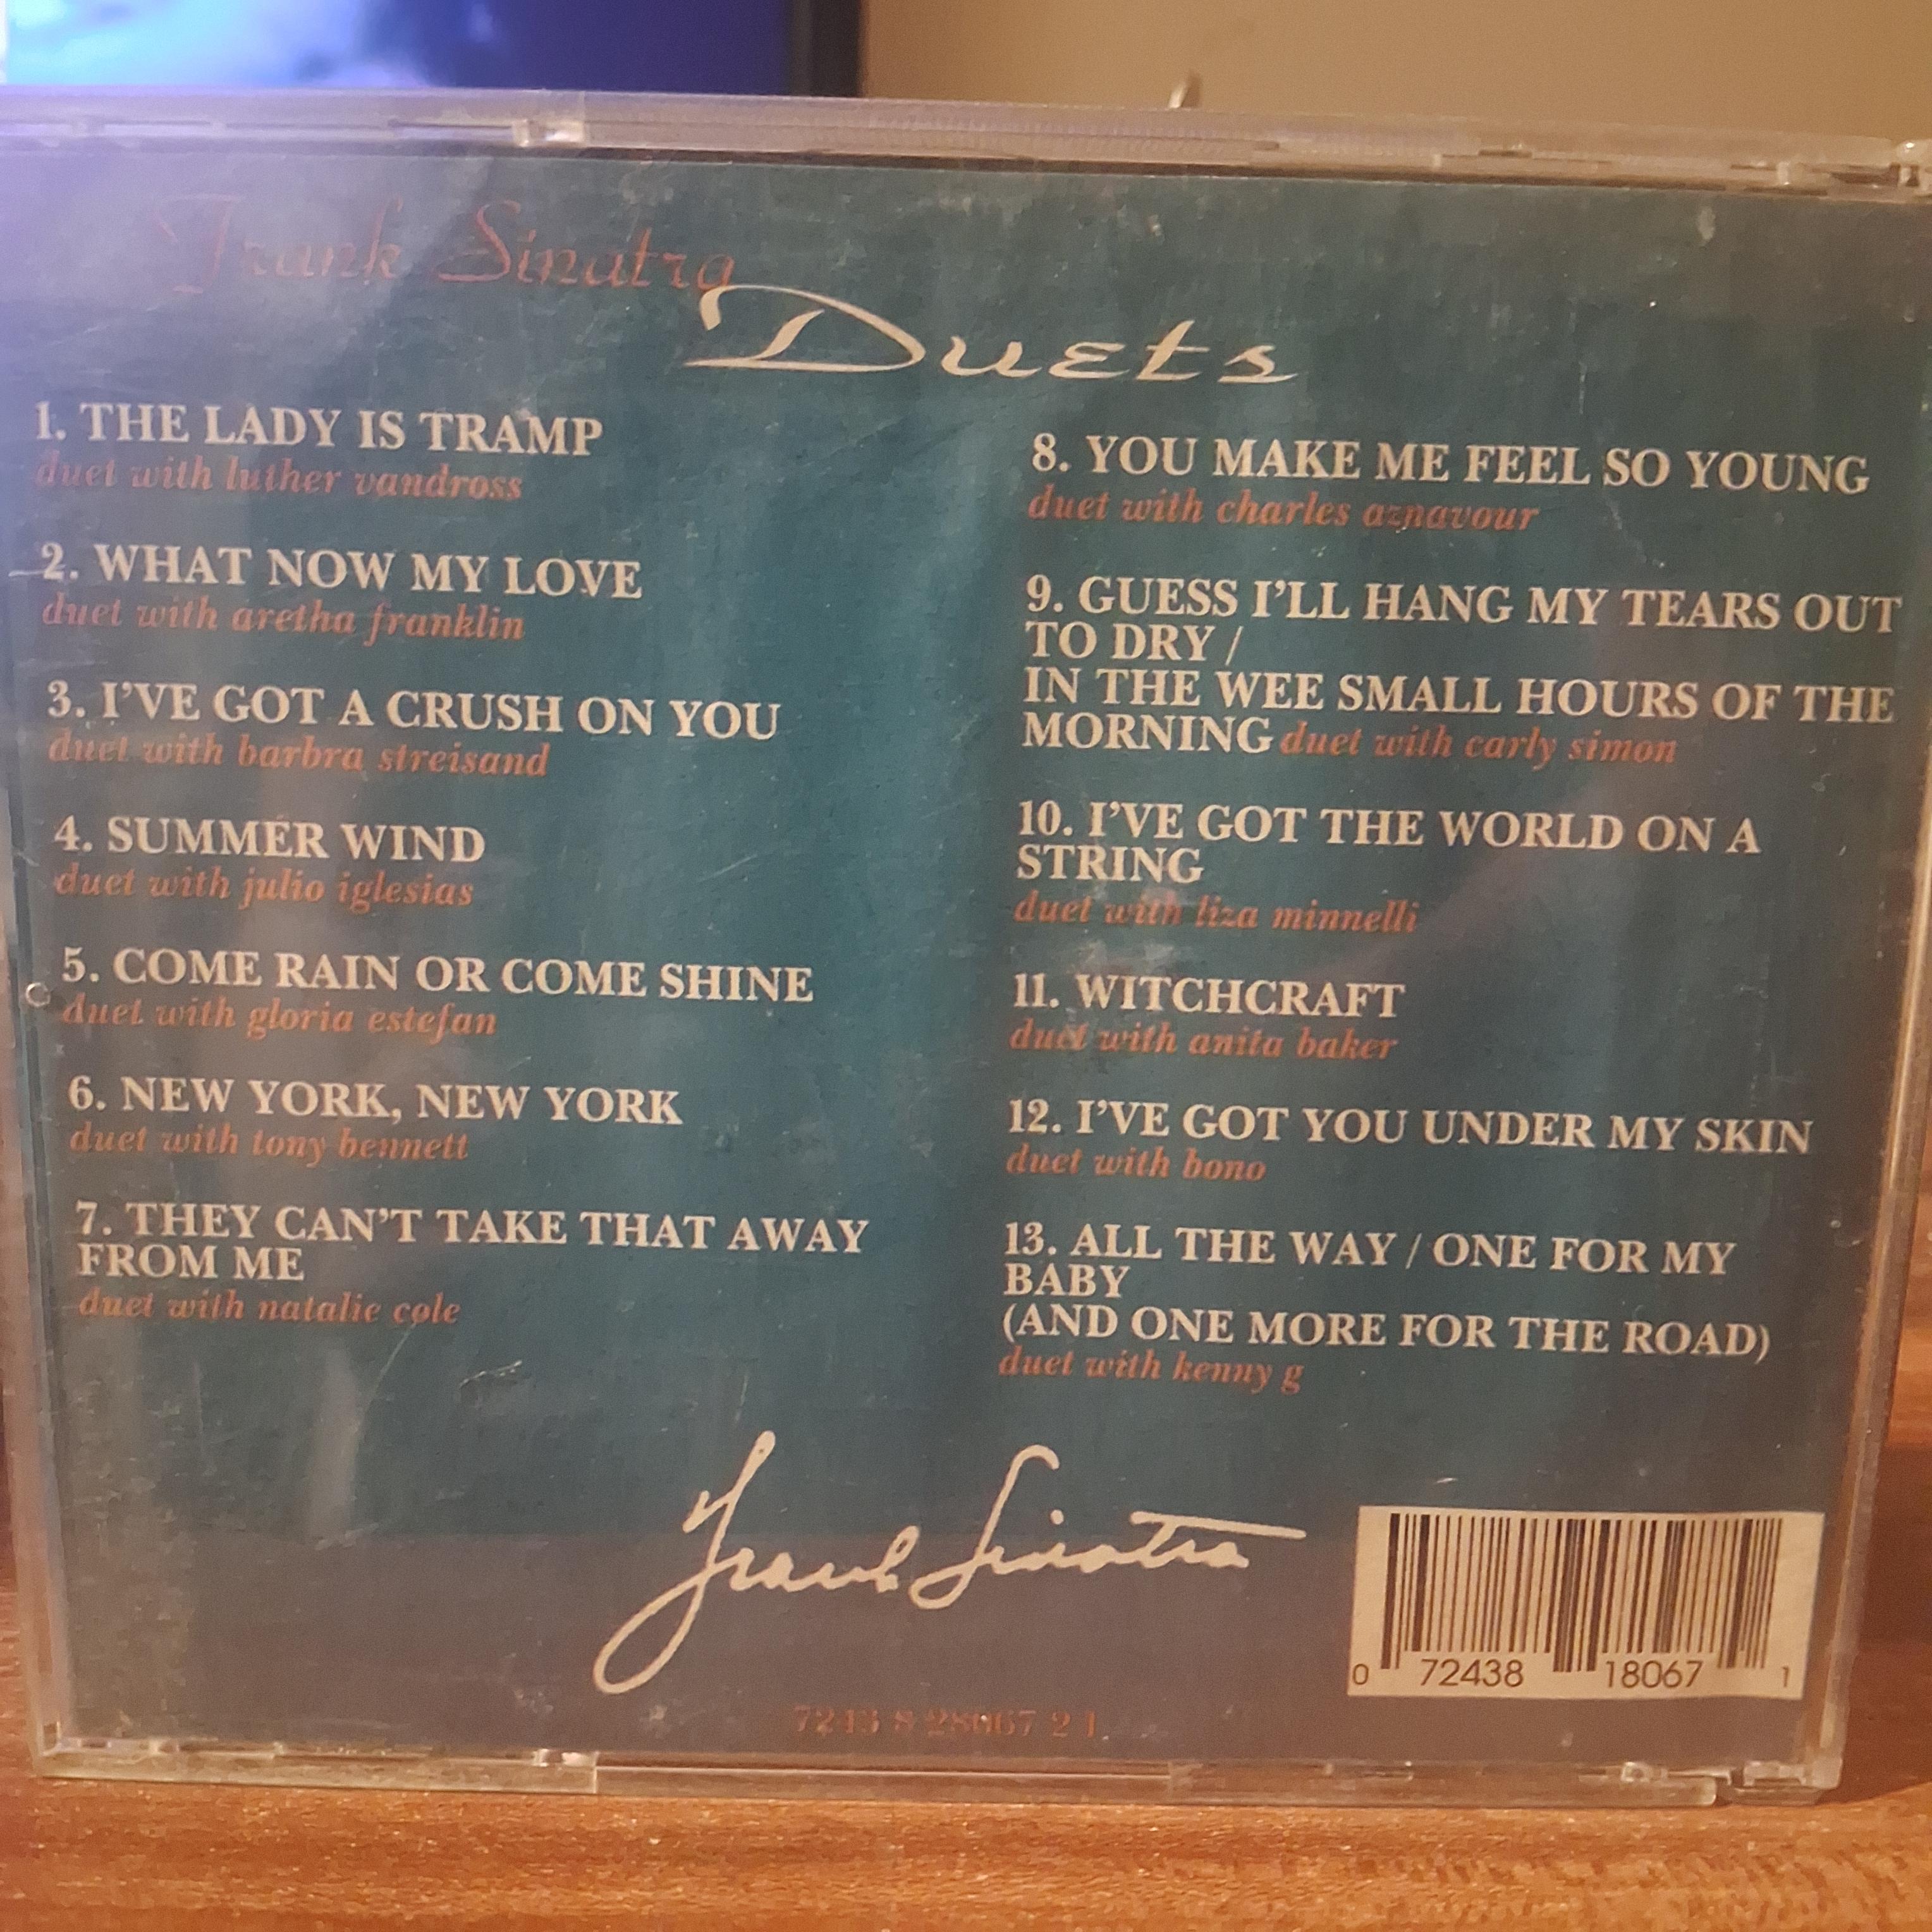 Frank Sinatra
Duets
1. THE LADY IS TRAMP
duet with luther vandross
2. WHAT NOW MY LOVE
duet with aretha franklin
3. I'VE GOT A CRUSH ON YOU
duet with barbra streisand
4. SUMMER WIND
duet with julio iglesias
5. COME RAIN OR COME SHINE
duet with gloria estefan
6. NEW YORK, NEW YORK
duet with tony bennett
7. THEY CAN'T TAKE THAT AWAY
FROM ME
duet with natalie cole
8. YOU MAKE ME FEEL SO YOUNG
duet with charles aznavour
9. GUESS I'LL HANG MY TEARS OUT
TO DRY /
IN THE WEE SMALL HOURS OF THE
MORNING duet with carly simon
10. I'VE GOT THE WORLD ON A
STRING
duet with liza minnelli
11. WITCHCRAFT
duet with anita baker
12. I'VE GOT YOU UNDER MY SKIN
duet with bono
13. ALL THE WAY / ONE FOR MY
BABY
(AND ONE MORE FOR THE ROAD)
duet with kenny g
Frank Sinatra
0 72438 18067 1
7243 8 28067 2 1